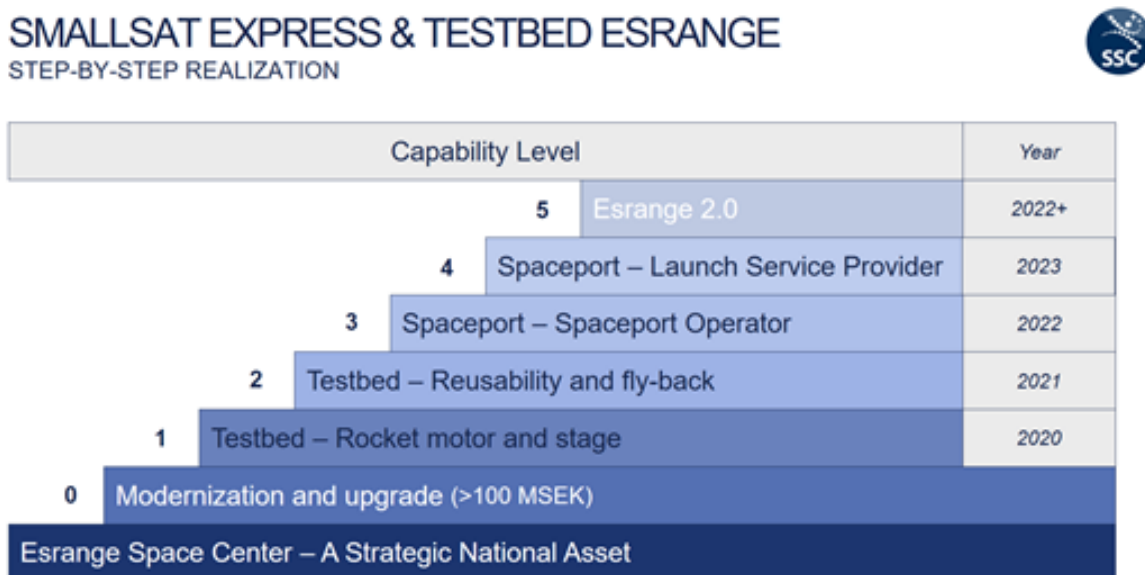 SMALLSAT EXPRESS & TESTBED ESRANGE
STEP-BY-STEP REALIZATION
SSC
Capability Level Year
5 Esrange 2.0 2022+
4 Spaceport – Launch Service Provider 2023
3 Spaceport – Spaceport Operator 2022
2 Testbed – Reusability and fly-back 2021
1 Testbed – Rocket motor and stage 2020
0 Modernization and upgrade (>100 MSEK)
Esrange Space Center – A Strategic National Asset